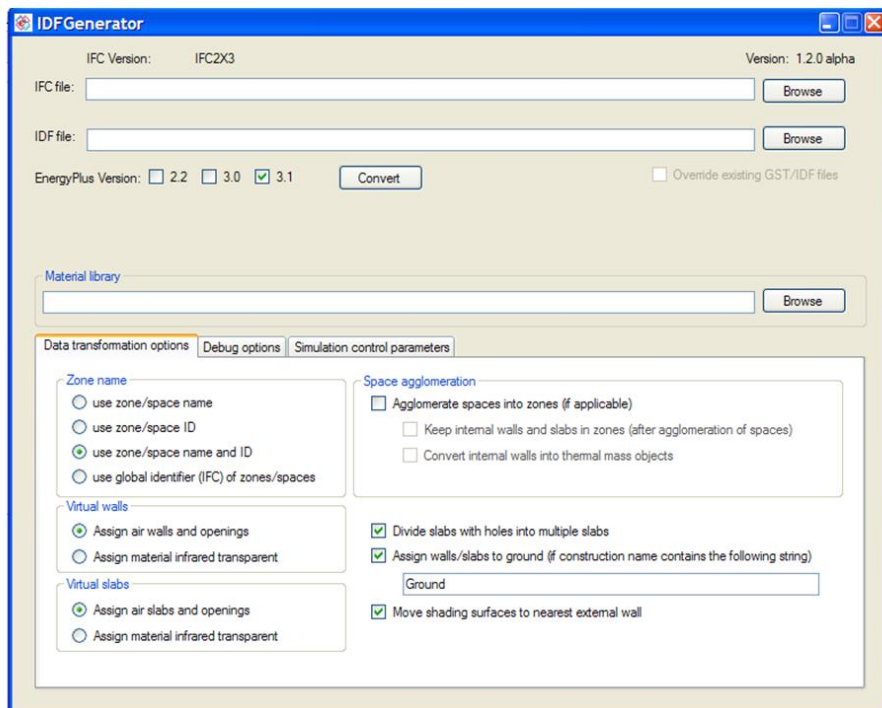 IDFGenerator
IFC Version: IFC2X3 Version: 1.2.0 alpha
IFC file: Browse
IDF file: Browse
EnergyPlus Version: 2.2 3.0 3.1 Convert Override existing GST/IDF files
Material library
Browse
Data transformation options Debug options Simulation control parameters
Zone name
use zone/space name
use zone/space ID
use zone/space name and ID
use global identifier (IFC) of zones/spaces
Space agglomeration
Agglomerate spaces into zones (if applicable)
Keep internal walls and slabs in zones (after agglomeration of spaces)
Convert internal walls into thermal mass objects
Virtual walls
Assign air walls and openings
Assign material infrared transparent
Virtual slabs
Assign air slabs and openings
Assign material infrared transparent
Divide slabs with holes into multiple slabs
Assign walls/slabs to ground (if construction name contains the following string)
Ground
Move shading surfaces to nearest external wall